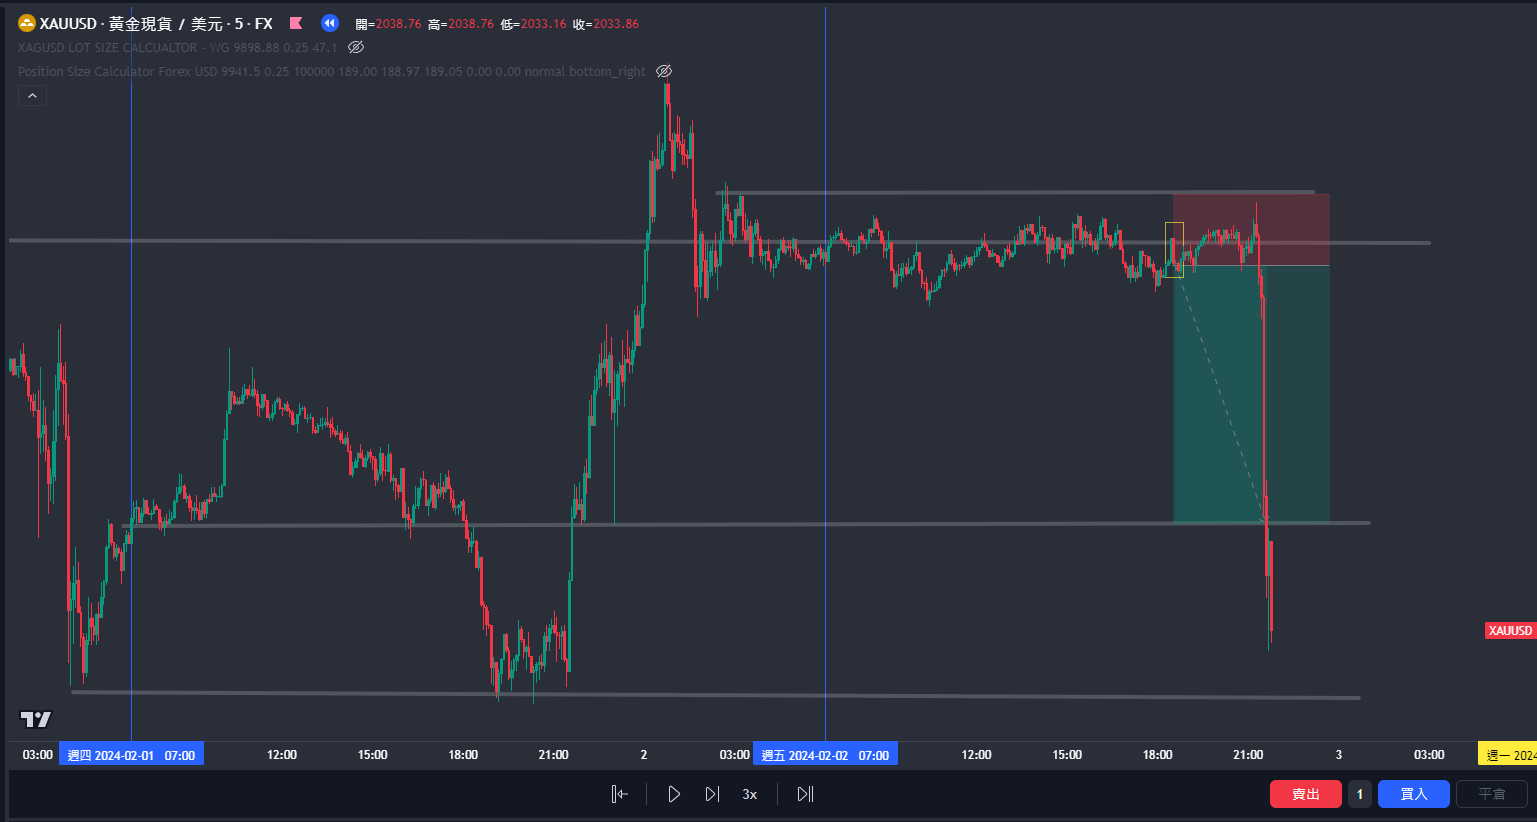 XAUUSD · 黃金現貨 / 美元 · 5 · FX 開=2038.76 高=2038.76 低=2033.16 收=2033.86
XAGUSD LOT SIZE CALCUALTOR - WG 9898.88 0.25 47.1
Position Size Calculator Forex USD 9941.5 0.25 100000 189.00 188.97 189.05 0.00 0.00 normal bottom_right
XAUUSD
03:00 週四 2024-02-01 07:00 12:00 15:00 18:00 21:00 2 03:00 週五 2024-02-02 07:00 12:00 15:00 18:00 21:00 3 03:00 週一 2024
3x 賣出 1 買入 平倉